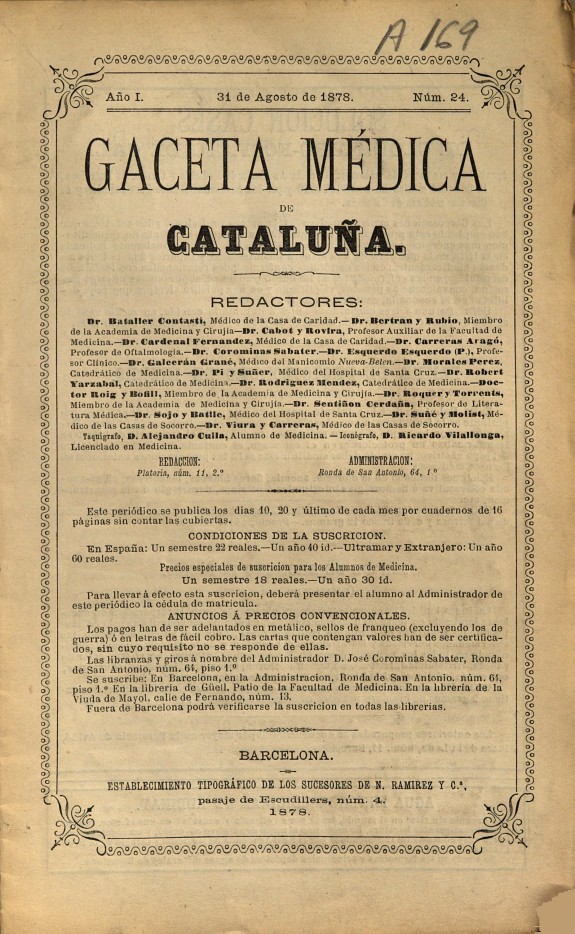 A 169
Año I. 31 de Agosto de 1878. Núm. 24.
GACETA MÉDICA
DE
CATALUÑA.
REDACTORES:
Dr. Bataller Contasti, Médico de la Casa de Caridad.—Dr. Bertran y Rubio, Miembro
de la Academia de Medicina y Cirujía—Dr. Cabot y Rovira, Profesor Auxiliar de la Facultad de
Medicina.—Dr. Cardenal Fernandez, Médico de la Casa de Caridad.—Dr. Carreras Aragó,
Profesor de Oftalmología.—Dr. Corominas Sabater.—Dr. Esquerdo Esquerdo (P.), Profe-
sor Clínico.—Dr. Galcerán Grané, Médico del Manicomio Nueva-Belen.—Dr. Morales Perez,
Catedrático de Medicina.—Dr. Pi y Suñer, Médico del Hospital de Santa Cruz.—Dr. Robert
Yarzabal, Catedrático de Medicina.—Dr. Rodriguez Mendez, Catedrático de Medicina.—Doc-
tor Roig y Bofill, Miembro de la Academia de Medicina y Cirujía.—Dr. Roquer y Torrents,
Miembro de la Academia de Medicina y Cirujía.—Dr. Sentiñon Cerdaña, Profesor de Litera-
tura Médica.—Dr. Sojo y Batlle, Médico del Hospital de Santa Cruz.—Dr. Suñé y Molist, Mé-
dico de las Casas de Socorro.—Dr. Viura y Carreras, Médico de las Casas de Socorro.
Taquígrafo, D. Alejandro Culla, Alumno de Medicina.—Iconógrafo, D. Ricardo Vilallonga,
Licenciado en Medicina.
REDACCION: ADMINISTRACION:
Platería, núm. 11, 2.º Ronda de San Antonio, 64, 1.º
Este periódico se publica los dias 10, 20 y último de cada mes por cuadernos de 16
páginas sin contar las cubiertas.
CONDICIONES DE LA SUSCRICION.
En España: Un semestre 22 reales.—Un año 40 id.—Ultramar y Extranjero: Un año
60 reales.
Precios especiales de suscricion para los Alumnos de Medicina.
Un semestre 18 reales.—Un año 30 id.
Para llevar á efecto esta suscricion, deberá presentar el alumno al Administrador de
este periódico la cédula de matrícula.
ANUNCIOS Á PRECIOS CONVENCIONALES.
Los pagos han de ser adelantados en metálico, sellos de franqueo (excluyendo los de
guerra) ó en letras de fácil cobro. Las cartas que contengan valores han de ser certifica-
dos, sin cuyo requisito no se responde de ellas.
Las libranzas y giros á nombre del Administrador D. José Corominas Sabater, Ronda
de San Antonio, núm. 64, piso 1.º
Se suscribe: En Barcelona, en la Administracion, Ronda de San Antonio. núm. 64,
piso 1.º En la librería de Güell. Patio de la Facultad de Medicina. En la librería de la
Viuda de Mayol, calle de Fernando, núm. 13.
Fuera de Barcelona podrá verificarse la suscricion en todas las librerías.
BARCELONA.
ESTABLECIMIENTO TIPOGRÁFICO DE LOS SUCESORES DE N. RAMIREZ Y C.ª,
pasaje de Escudillers, núm. 4.
1878.